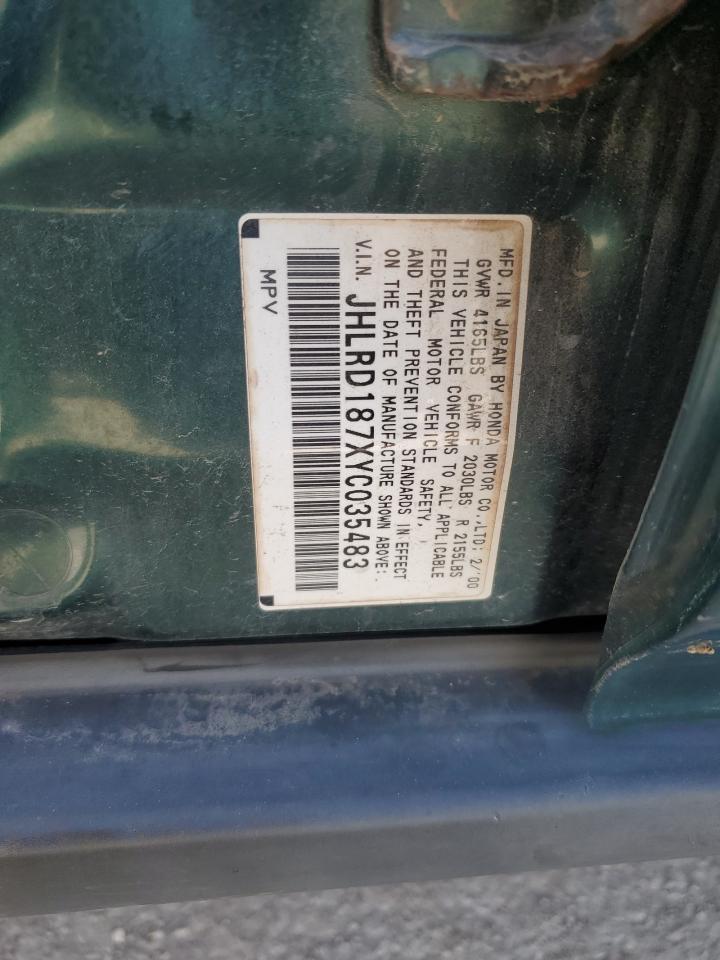 MFD. IN JAPAN BY HONDA MOTOR CO.,LTD; 2/'00
GVWR 4165LBS GAWR F 2030LBS R 2155LBS
THIS VEHICLE CONFORMS TO ALL APPLICABLE
FEDERAL MOTOR VEHICLE SAFETY,
AND THEFT PREVENTION STANDARDS IN EFFECT
ON THE DATE OF MANUFACTURE SHOWN ABOVE:.
V.I.N. JHLRD187XYC035483
MPV